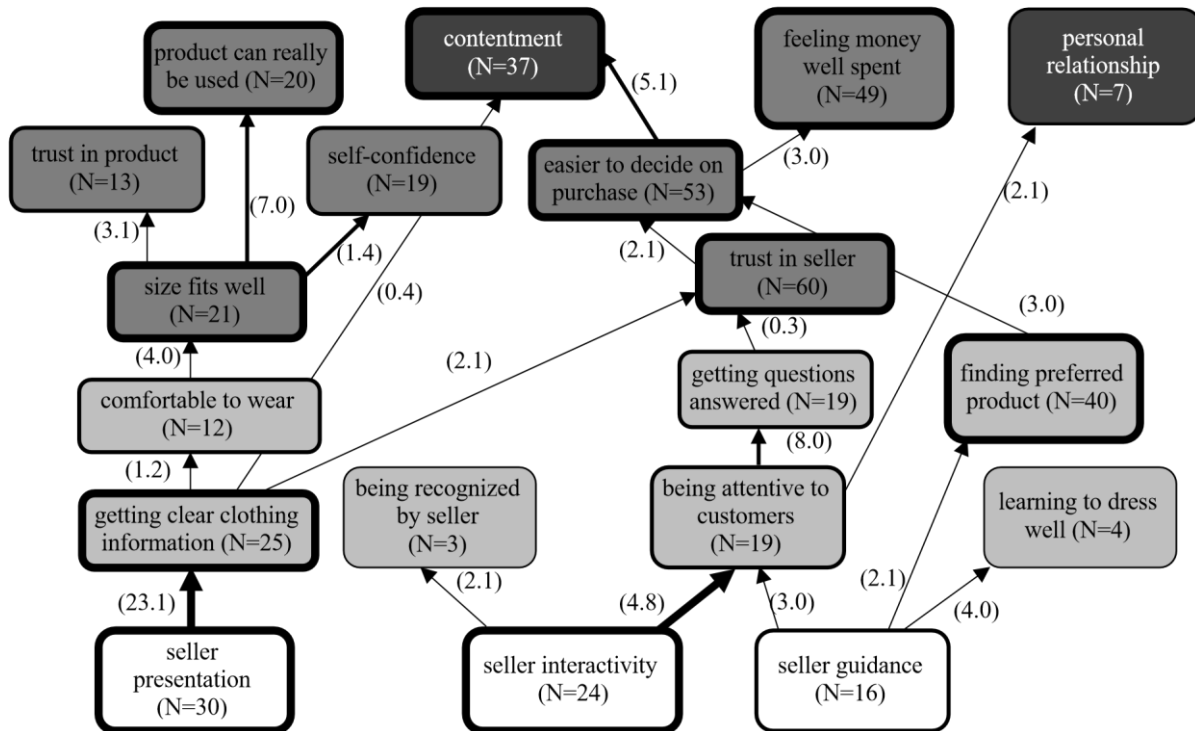 product can really
be used (N=20)
contentment
(N=37)
feeling money
well spent
(N=49)
personal
relationship
(N=7)
(5.1)
trust in product
(N=13)
self-confidence
(N=19)
easier to decide on
purchase (N=53)
(3.0)
(2.1)
(3.1)
(7.0)
(1.4)
(2.1)
size fits well
(N=21)
(0.4)
trust in seller
(N=60)
(3.0)
(4.0)
(2.1)
(0.3)
comfortable to wear
(N=12)
getting questions
answered (N=19)
finding preferred
product (N=40)
(1.2)
(8.0)
getting clear clothing
information (N=25)
being recognized
by seller
(N=3)
being attentive to
customers
(N=19)
learning to dress
well (N=4)
(23.1)
(2.1)
(4.8)
(3.0)
(2.1)
(4.0)
seller
presentation
(N=30)
seller interactivity
(N=24)
seller guidance
(N=16)